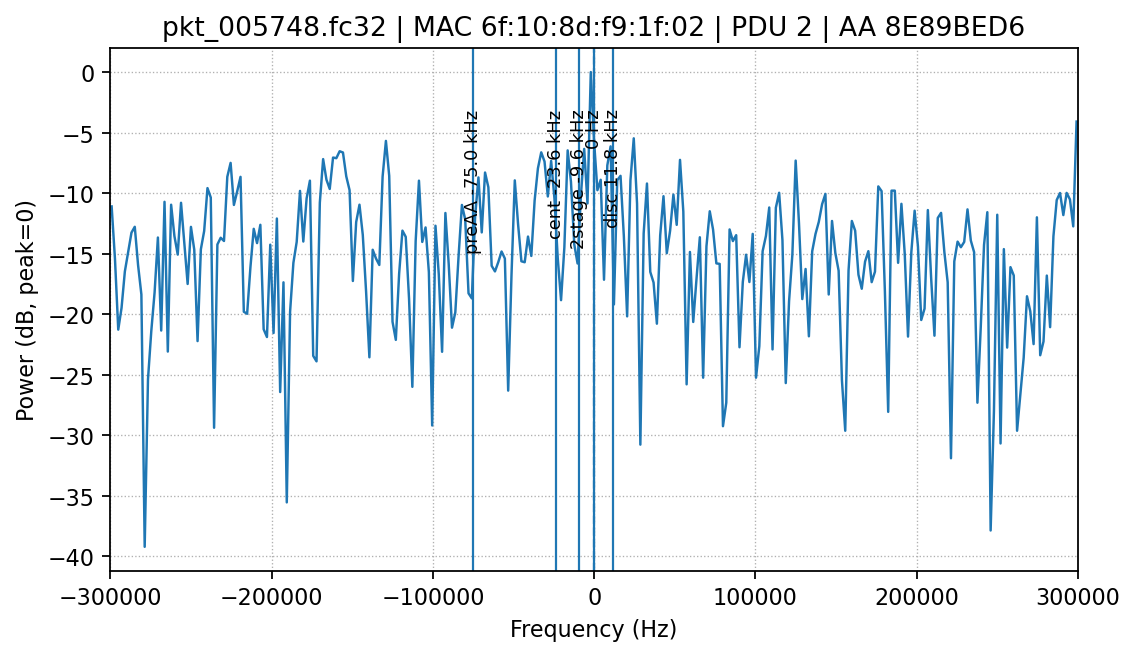 pkt_005748.fc32 | MAC 6f:10:8d:f9:1f:02 | PDU 2 | AA 8E89BED6
Power (dB, peak=0)
0
−5
−10
−15
−20
−25
−30
−35
−40
preAA -75.0 kHz
cent -23.6 kHz
2stage -9.6 kHz
0 Hz
disc 11.8 kHz
−300000
−200000
−100000
0
100000
200000
300000
Frequency (Hz)